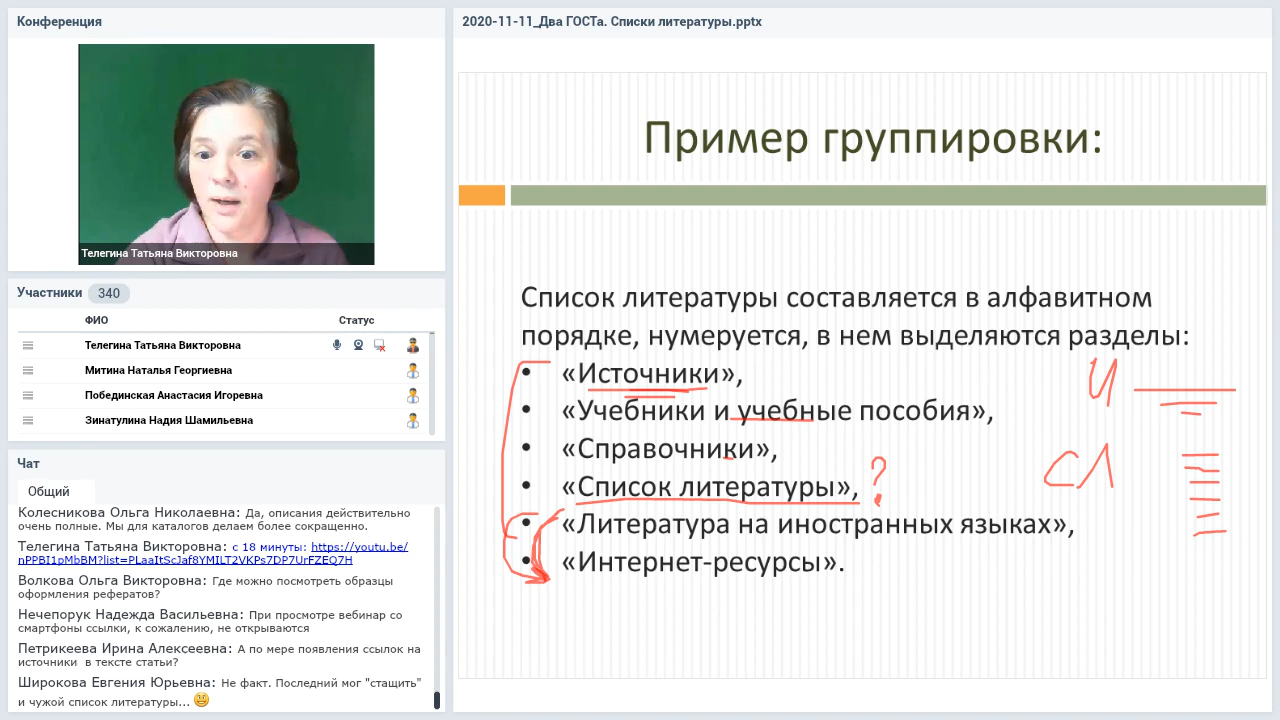 Конференция
Телегина Татьяна Викторовна
Участники 340
ФИО Статус
Телегина Татьяна Викторовна
Митина Наталья Георгиевна
Побединская Анастасия Игоревна
Зинатулина Надия Шамильевна
Чат
Общий
Колесникова Ольга Николаевна: Да, описания действительно
очень полные. Мы для каталогов делаем более сокращенно.
Телегина Татьяна Викторовна: с 18 минуты: https://youtu.be/
nPPBI1pMbBM?list=PLaaItScJaf8YMILT2VKPs7DP7UrFZEQ7H
Волкова Ольга Викторовна: Где можно посмотреть образцы
оформления рефератов?
Нечепорук Надежда Васильевна: При просмотре вебинар со
смартфоны ссылки, к сожалению, не открываются
Петрикеева Ирина Алексеевна: А по мере появления ссылок на
источники в тексте статьи?
Широкова Евгения Юрьевна: Не факт. Последний мог "стащить"
и чужой список литературы...
2020-11-11_Два ГОСТа. Списки литературы.pptx
Пример группировки:
Список литературы составляется в алфавитном
порядке, нумеруется, в нем выделяются разделы:
• «Источники»,
• «Учебники и учебные пособия»,
• «Справочники»,
• «Список литературы», ?
• «Литература на иностранных языках»,
• «Интернет-ресурсы».
И
СЛ